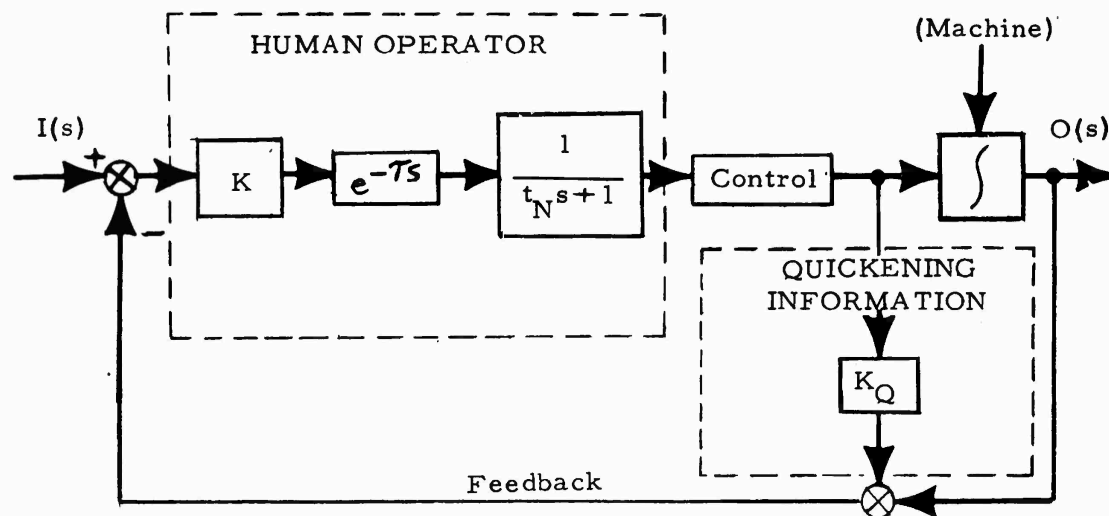 HUMAN OPERATOR
(Machine)
I(s)
O(s)
+
K
e^{-τs}
1
t_N s + 1
Control
∫
−
QUICKENING
INFORMATION
K_Q
Feedback